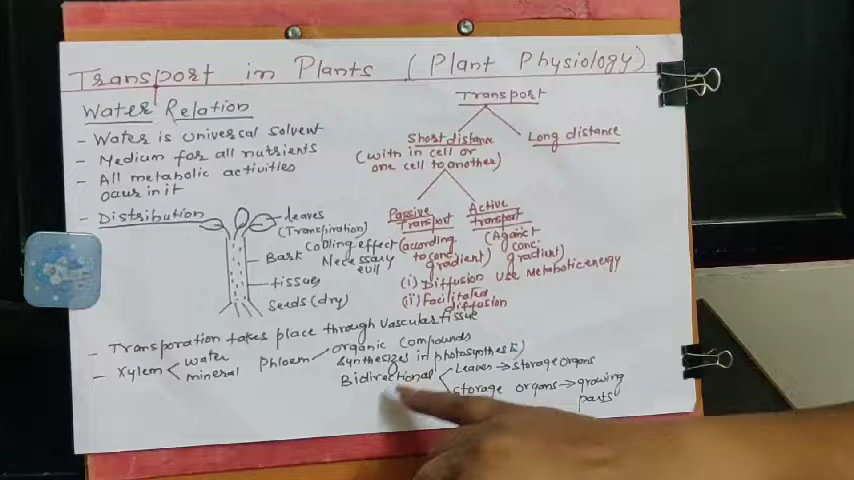 Transport in Plants (Plant Physiology)
Water Relation
- Water is universal solvent
- Medium for all nutrients
- All metabolic activities
ocurs in it
- Distribution
leaves
(Transpiration)
Cooling effect
Necessary
evil
Bark
tissues
Seeds (dry)
Transport
Short distance
(with in cell or
one cell to another)
Long distance
Passive
Transport
(according
to conc.
gradient)
(i) Diffusion
(ii) Facilitated
diffusion
Active
transport
(Against
conc.
gradient)
Use Metabolic energy
- Transporation takes place through Vascular tissue
- Xylem water
mineral
Phloem organic compounds
synthesizes in photosynthesis)
Bidirectional Leaves → storage organs
storage organs → growing
parts